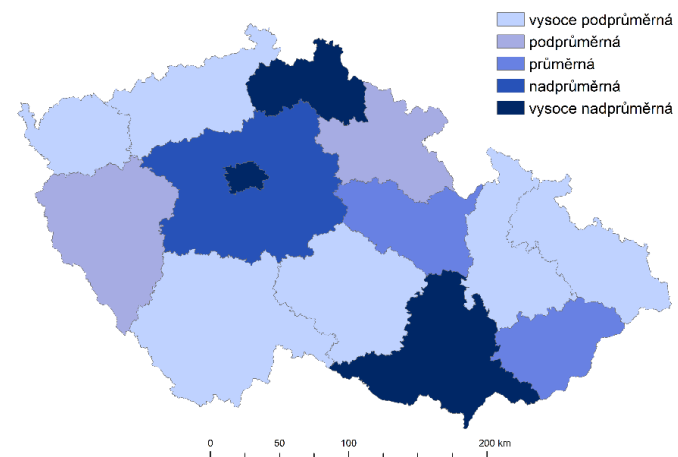 vysoce podprůměrná
podprůměrná
průměrná
nadprůměrná
vysoce nadprůměrná
0 50 100 200 km